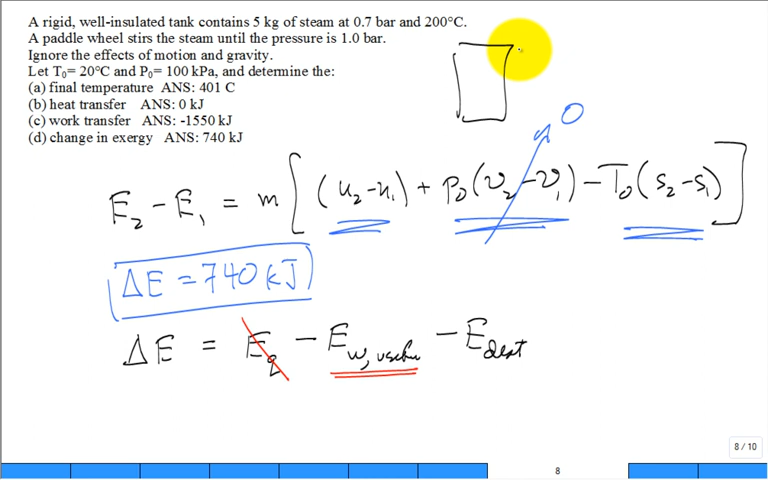 A rigid, well-insulated tank contains 5 kg of steam at 0.7 bar and 200°C.
A paddle wheel stirs the steam until the pressure is 1.0 bar.
Ignore the effects of motion and gravity.
Let T₀= 20°C and P₀= 100 kPa, and determine the:
(a) final temperature ANS: 401 C
(b) heat transfer ANS: 0 kJ
(c) work transfer ANS: -1550 kJ
(d) change in exergy ANS: 740 kJ
0
E₂ - E₁ = m [ (u₂-u₁) + P₀(v₂-v₁) - T₀(s₂-s₁) ]
ΔE = 740 kJ
ΔE = E_q - E_w,useful - E_dest
8 / 10
8